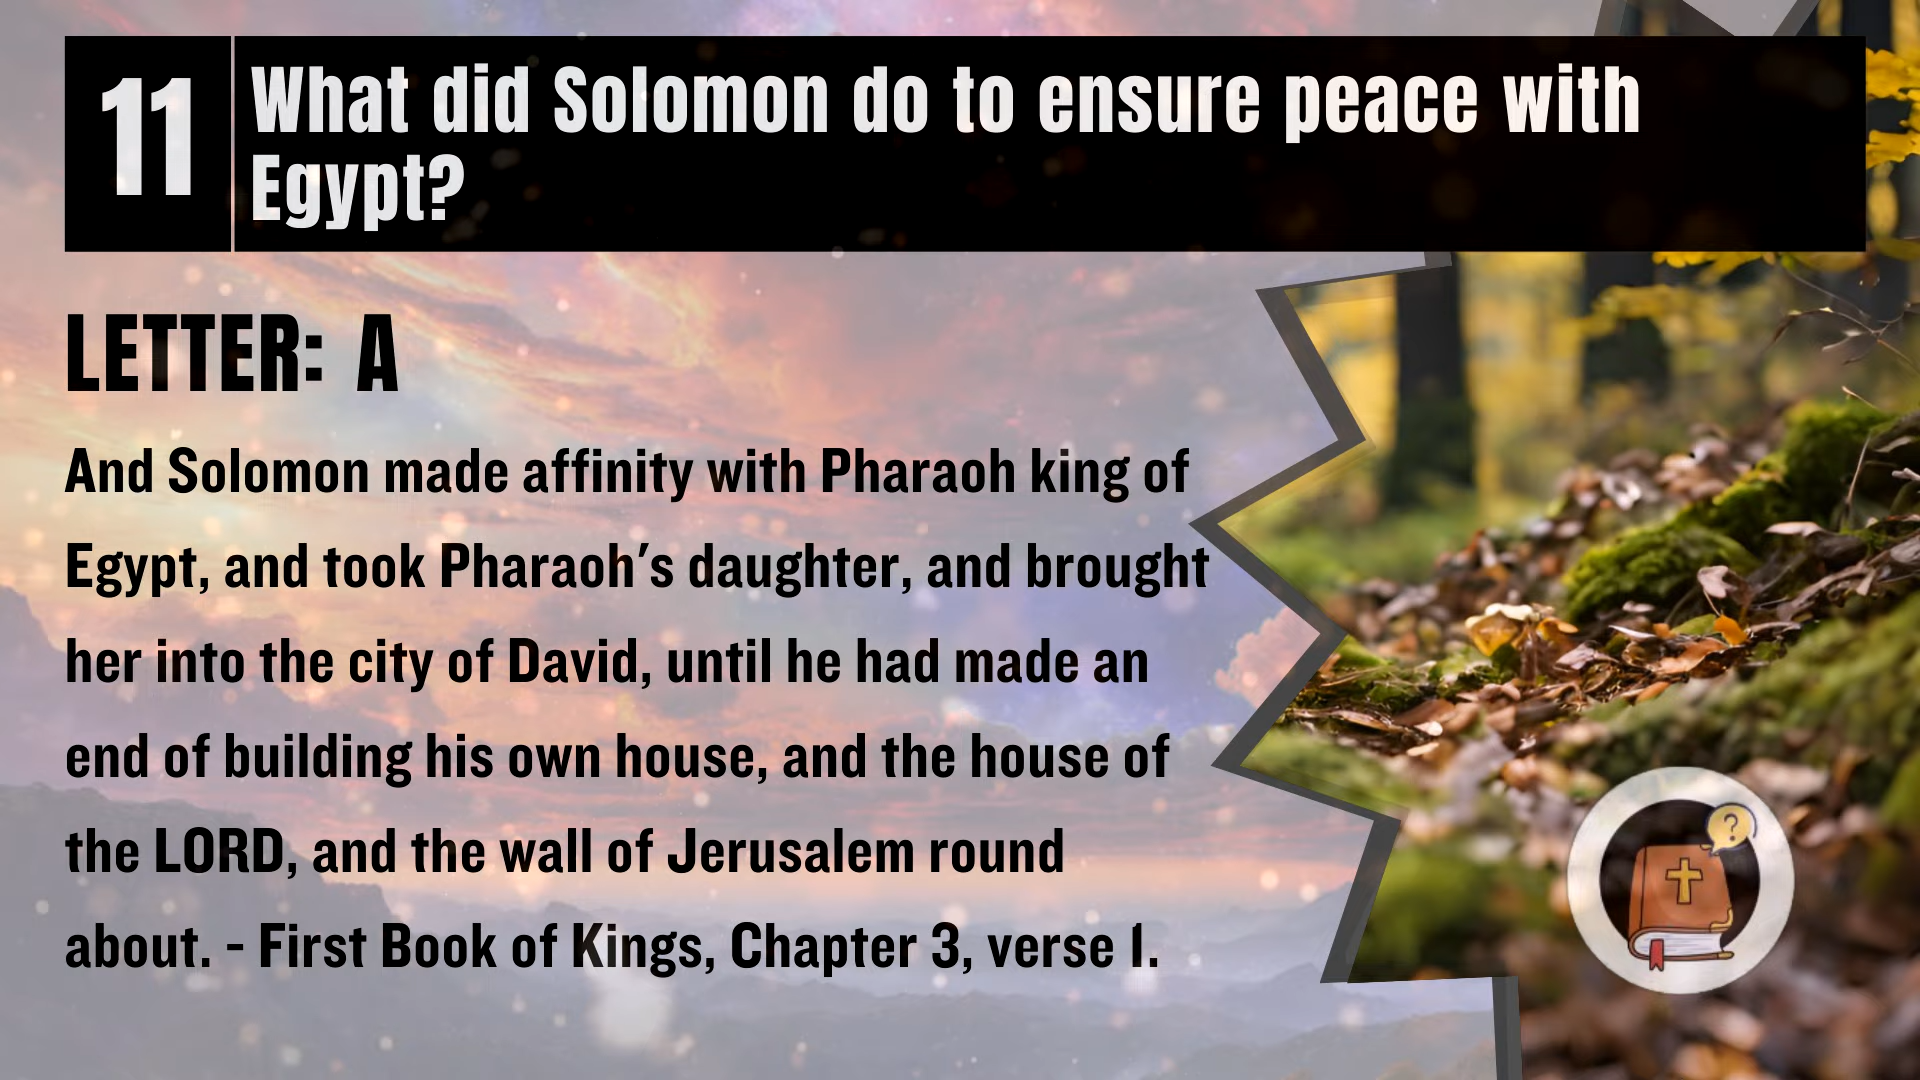 11
What did Solomon do to ensure peace with
Egypt?
LETTER: A
And Solomon made affinity with Pharaoh king of
Egypt, and took Pharaoh's daughter, and brought
her into the city of David, until he had made an
end of building his own house, and the house of
the LORD, and the wall of Jerusalem round
about. - First Book of Kings, Chapter 3, verse 1.
?